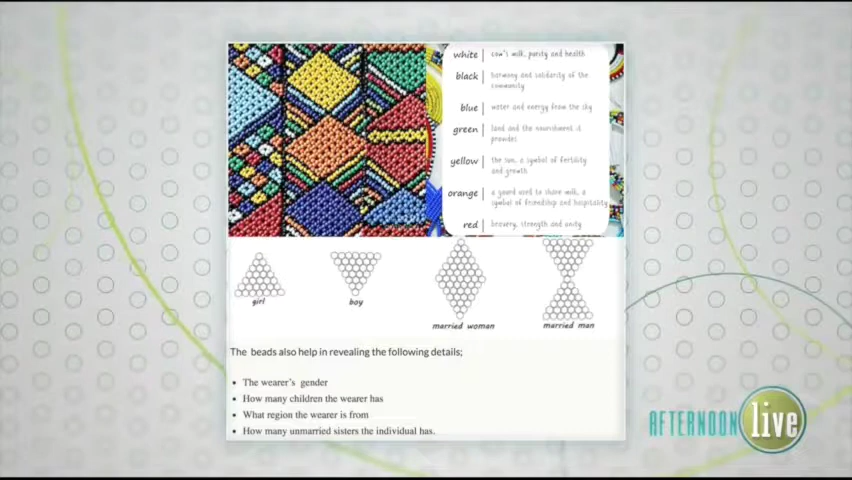 white | cow's milk, purity and health
black | harmony and solidarity of the
community
blue | water and energy from the sky
green | land and the nourishment it
provides
yellow | the sun, a symbol of fertility
and growth
orange | a gourd used to share milk, a
symbol of friendship and hospitality
red | bravery, strength and unity
girl
boy
married woman
married man
The beads also help in revealing the following details;
• The wearer's gender
• How many children the wearer has
• What region the wearer is from
• How many unmarried sisters the individual has.
AFTERNOON live